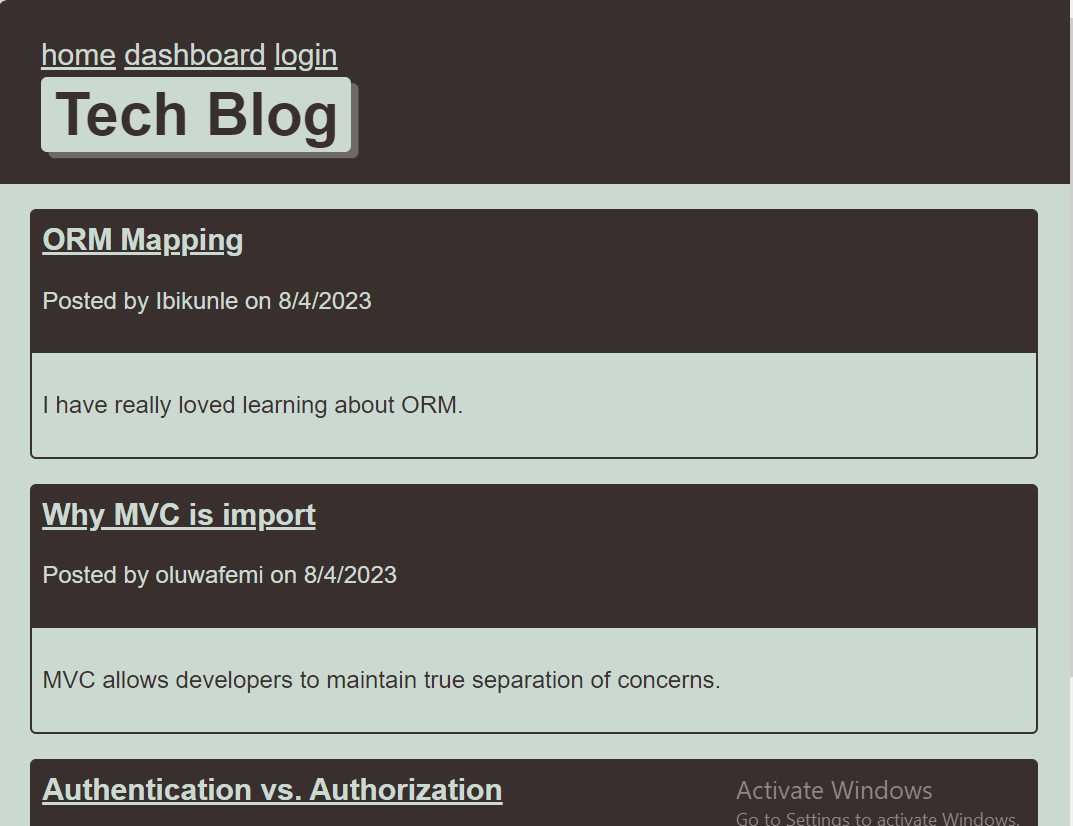 home dashboard login
Tech Blog
ORM Mapping
Posted by Ibikunle on 8/4/2023
I have really loved learning about ORM.
Why MVC is import
Posted by oluwafemi on 8/4/2023
MVC allows developers to maintain true separation of concerns.
Authentication vs. Authorization
Activate Windows
Go to Settings to activate Windows.